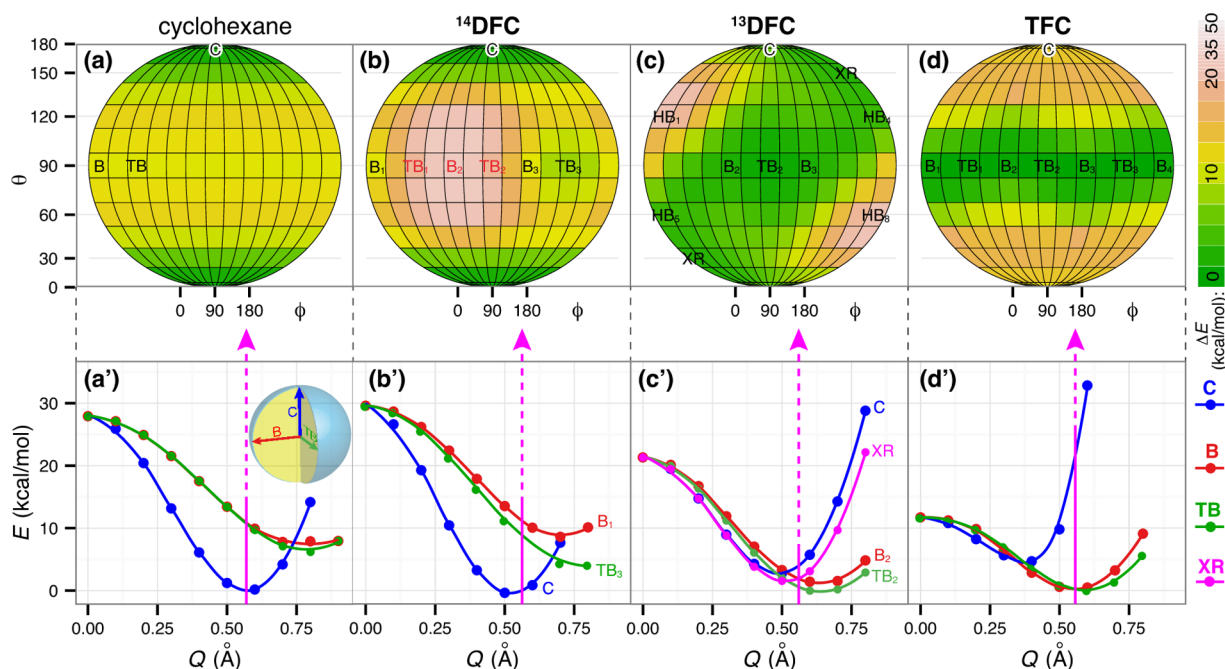 cyclohexane ¹⁴DFC ¹³DFC TFC
(a) (b) (c) (d)
C C C C
180
150
120
90
60
30
0
θ
B TB
B₁ TB₁ B₂ TB₂ B₃ TB₃
XR
HB₁ HB₄
B₂ TB₂ B₃
HB₅ HB₈
XR
B₁ TB₁ B₂ TB₂ B₃ TB₃ B₄
0 90 180 ϕ 0 90 180 ϕ 0 90 180 ϕ 0 90 180 ϕ
0 10 20 35 50
ΔE (kcal/mol):
(a') (b') (c') (d')
30
20
10
0
E (kcal/mol)
C
B
B₁
TB₃
C
C
XR
B₂
TB₂
C
B
TB
XR
0.00 0.25 0.50 0.75 0.00 0.25 0.50 0.75 0.00 0.25 0.50 0.75 0.00 0.25 0.50 0.75
Q (Å) Q (Å) Q (Å) Q (Å)